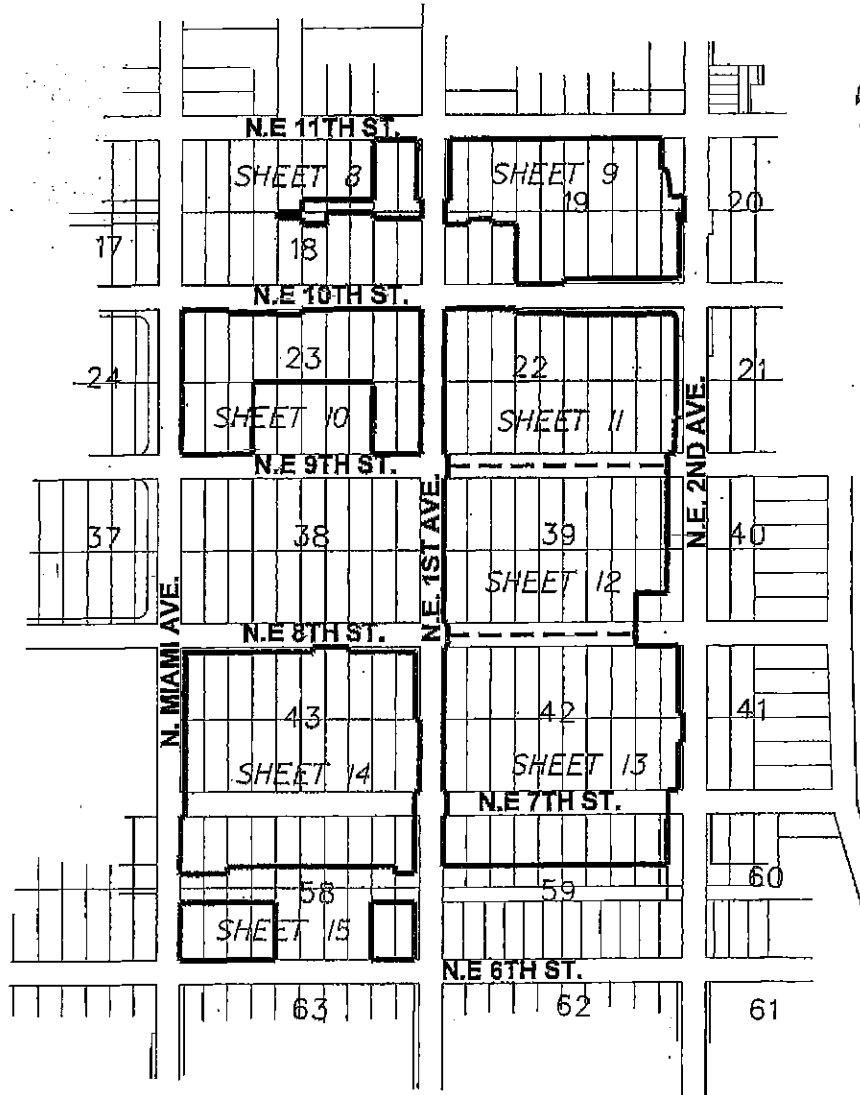 N.E 11TH ST.
SHEET 8
SHEET 9
19
20
17
18
N.E 10TH ST.
23
22
21
24
SHEET 10
SHEET 11
N.E 9TH ST.
N.E. 1ST AVE.
N.E. 2ND AVE.
37
38
39
40
SHEET 12
N. MIAMI AVE.
N.E 8TH ST.
43
42
41
SHEET 14
SHEET 13
N.E 7TH ST.
58
59
60
SHEET 15
N.E 6TH ST.
63
62
61